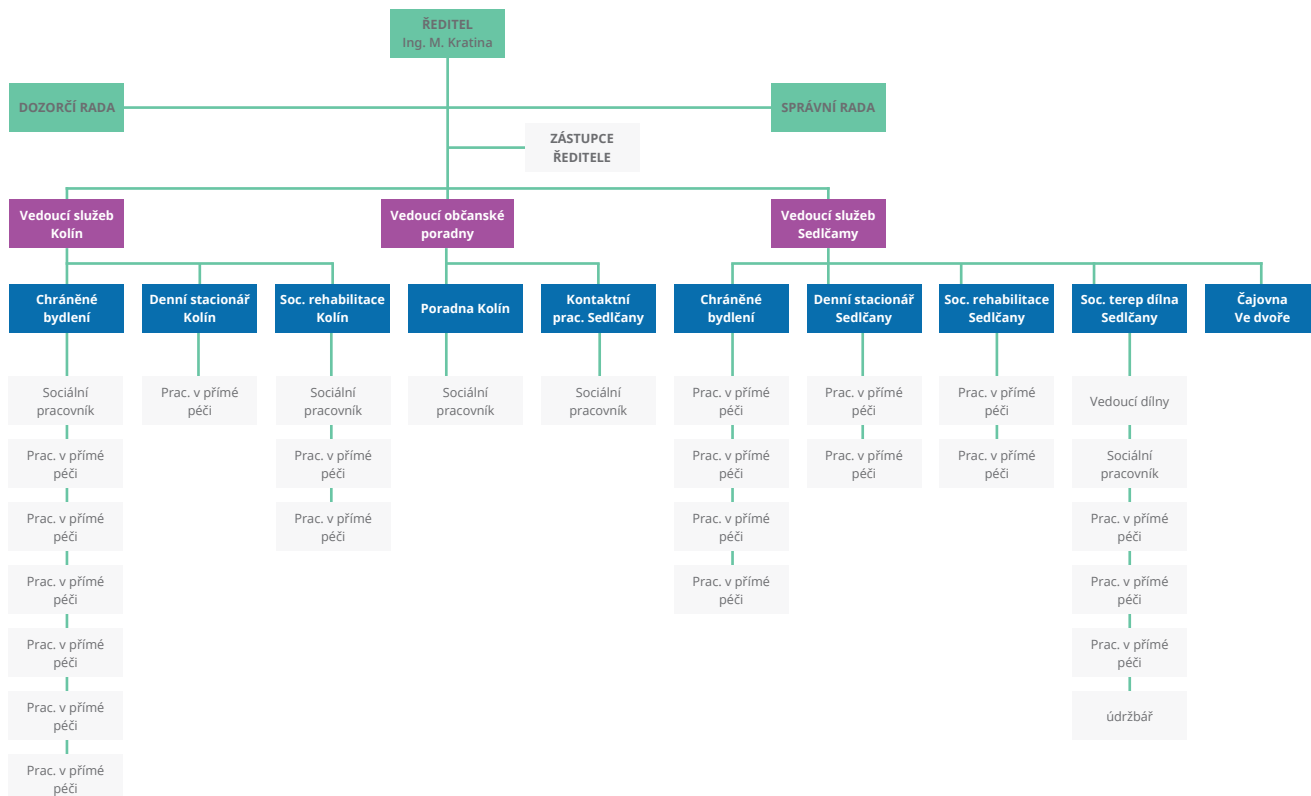 ŘEDITEL
Ing. M. Kratina
DOZORČÍ RADA
SPRÁVNÍ RADA
ZÁSTUPCE
ŘEDITELE
Vedoucí služeb
Kolín
Vedoucí občanské
poradny
Vedoucí služeb
Sedlčamy
Chráněné
bydlení
Denní stacionář
Kolín
Soc. rehabilitace
Kolín
Poradna Kolín
Kontaktní
prac. Sedlčany
Chráněné
bydlení
Denní stacionář
Sedlčany
Soc. rehabilitace
Sedlčany
Soc. terep dílna
Sedlčany
Čajovna
Ve dvoře
Sociální
pracovník
Prac. v přímé
péči
Sociální
pracovník
Sociální
pracovník
Sociální
pracovník
Prac. v přímé
péči
Prac. v přímé
péči
Prac. v přímé
péči
Vedoucí dílny
Prac. v přímé
péči
Prac. v přímé
péči
Prac. v přímé
péči
Prac. v přímé
péči
Prac. v přímé
péči
Sociální
pracovník
Prac. v přímé
péči
Prac. v přímé
péči
Prac. v přímé
péči
Prac. v přímé
péči
Prac. v přímé
péči
Prac. v přímé
péči
Prac. v přímé
péči
Prac. v přímé
péči
Prac. v přímé
péči
Prac. v přímé
péči
údržbář
Prac. v přímé
péči